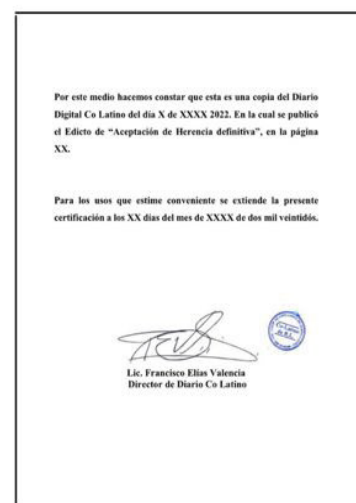 Por este medio hacemos constar que esta es una copia del Diario
Digital Co Latino del día X de XXXX 2022. En la cual se publicó
el Edicto de “Aceptación de Herencia definitiva”, en la página
XX.
Para los usos que estime conveniente se extiende la presente
certificación a los XX días del mes de XXXX de dos mil veintidós.
Co Latino
de R.L.
Lic. Francisco Elías Valencia
Director de Diario Co Latino